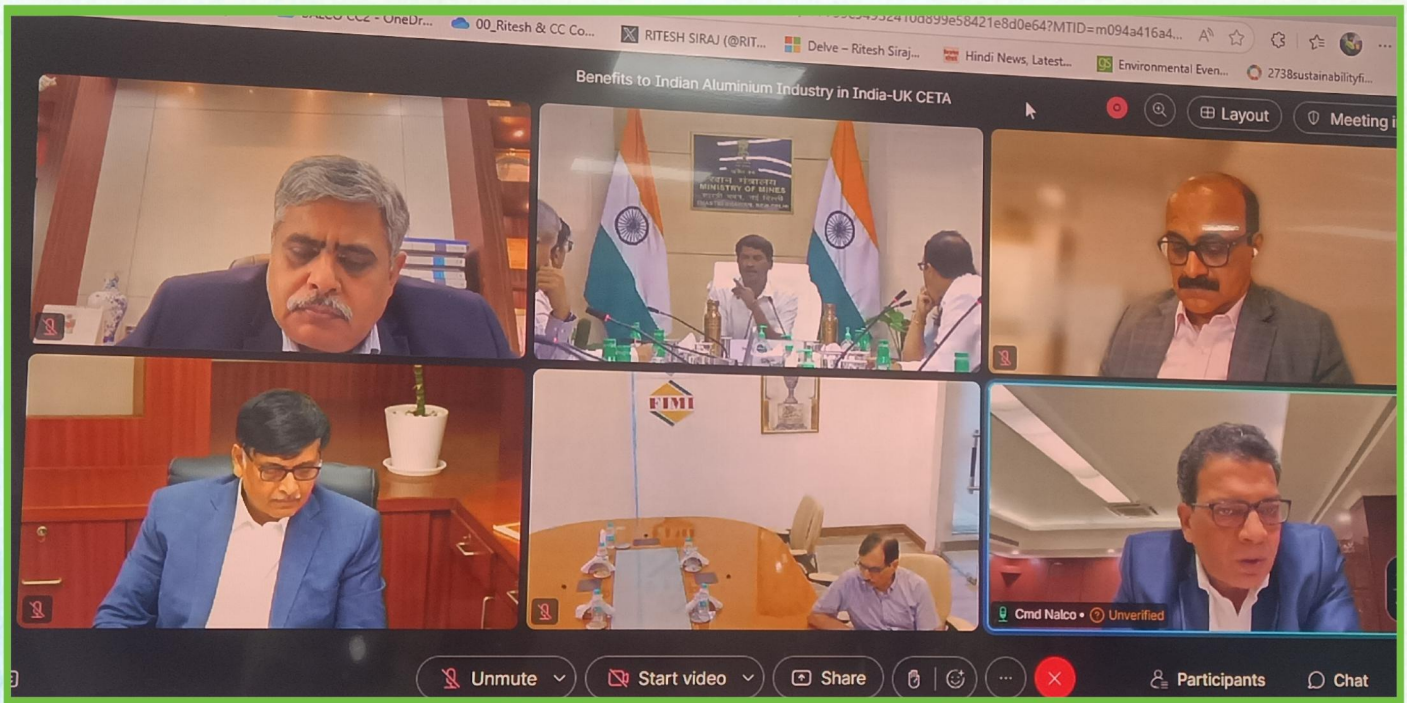 00_Ritesh & CC Co...
RITESH SIRAJ (@RIT...
Delve – Ritesh Siraj...
Hindi News, Latest...
Environmental Even...
2738sustainabilityfi...
Benefits to Indian Aluminium Industry in India-UK CETA
Layout
Meeting i
खान मंत्रालय
MINISTRY OF MINES
FIMI
Cmd Nalco • Unverified
Unmute
Start video
Share
Participants
Chat